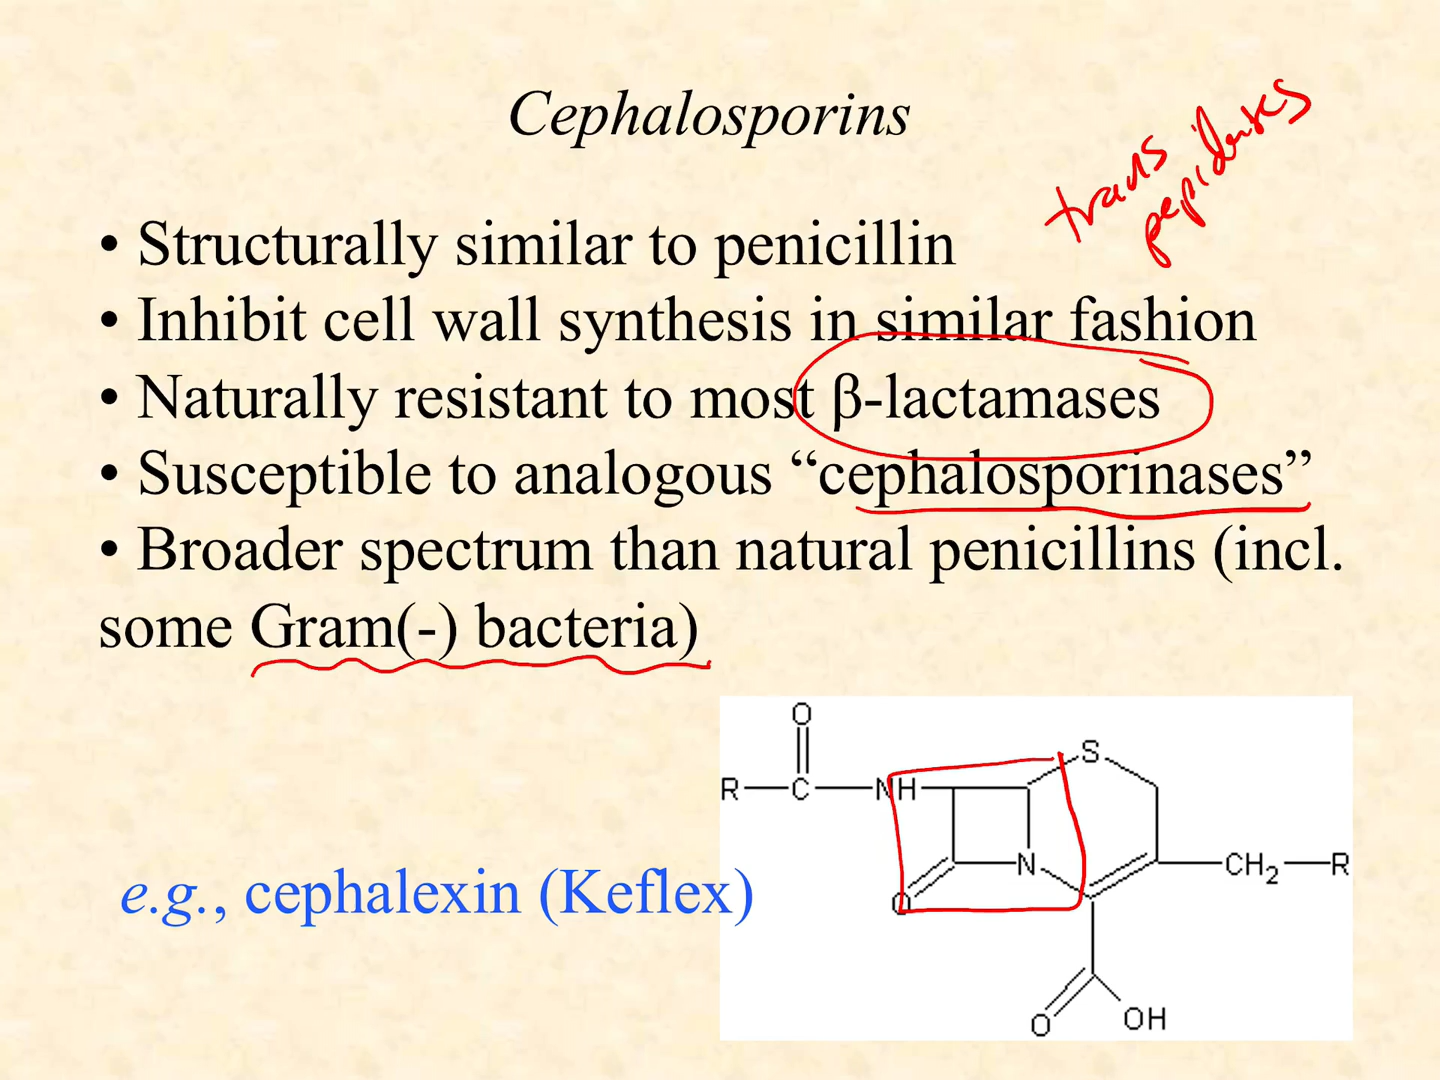 Cephalosporins
trans
• Structurally similar to penicillin
• Inhibit cell wall synthesis in similar fashion
• Naturally resistant to most β-lactamases
• Susceptible to analogous “cephalosporinases”
• Broader spectrum than natural penicillins (incl.
some Gram(-) bacteria)
e.g., cephalexin (Keflex)
O
S
R C NH
N CH2 R
O
O OH